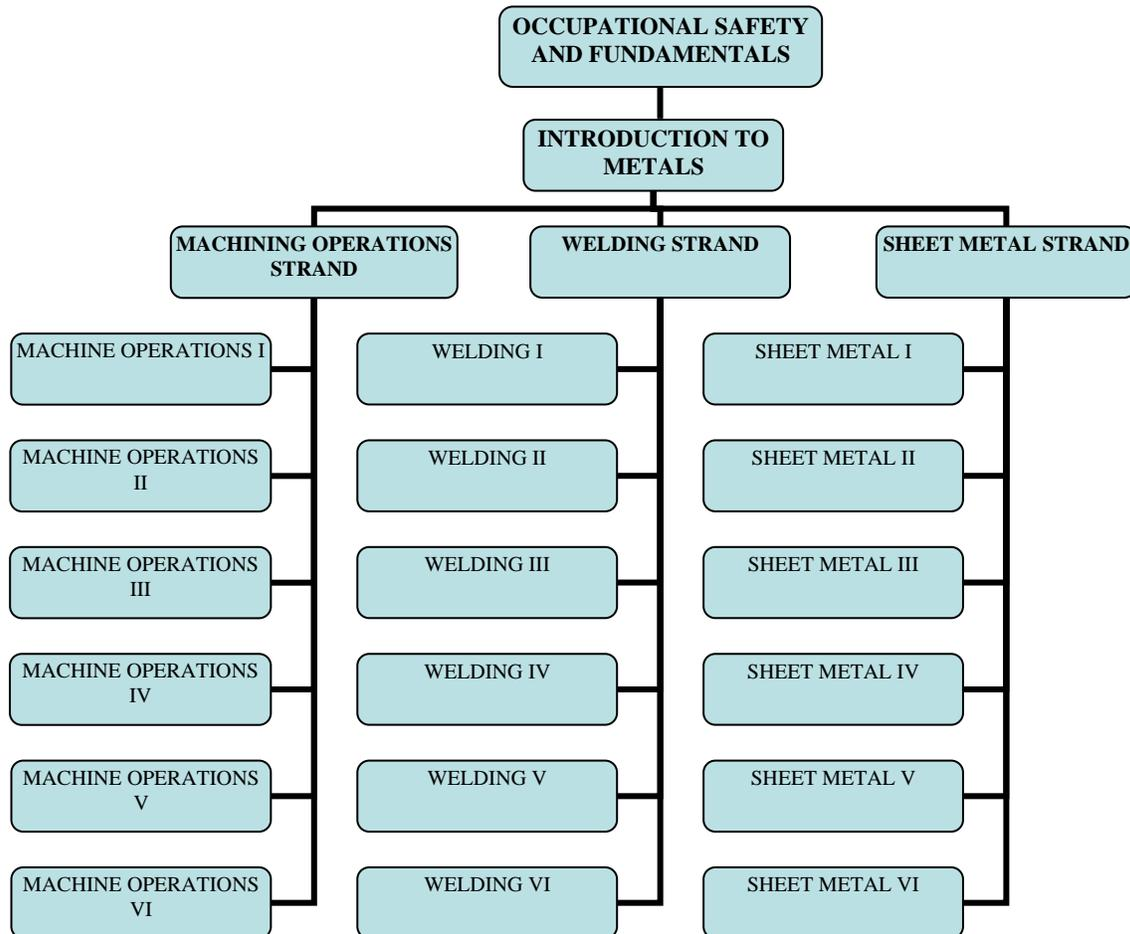 OCCUPATIONAL SAFETY
AND FUNDAMENTALS
INTRODUCTION TO
METALS
MACHINING OPERATIONS
STRAND
WELDING STRAND
SHEET METAL STRAND
MACHINE OPERATIONS I
WELDING I
SHEET METAL I
MACHINE OPERATIONS
II
WELDING II
SHEET METAL II
MACHINE OPERATIONS
III
WELDING III
SHEET METAL III
MACHINE OPERATIONS
IV
WELDING IV
SHEET METAL IV
MACHINE OPERATIONS
V
WELDING V
SHEET METAL V
MACHINE OPERATIONS
VI
WELDING VI
SHEET METAL VI